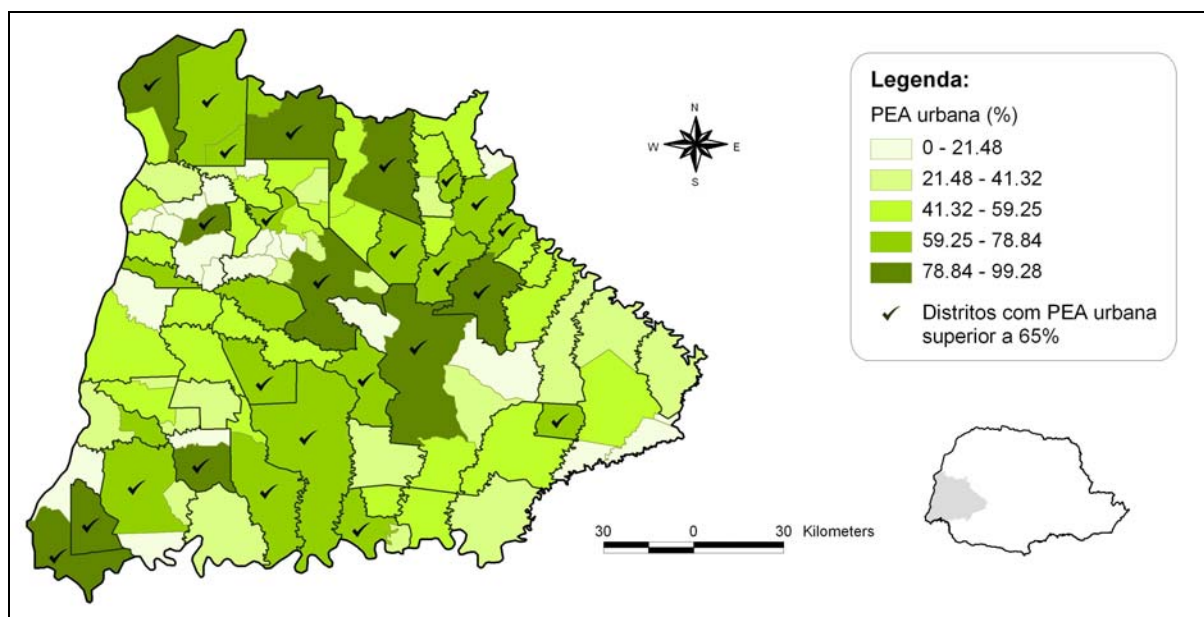 N
W
E
S
Legenda:
PEA urbana (%)
0 - 21.48
21.48 - 41.32
41.32 - 59.25
59.25 - 78.84
78.84 - 99.28
Distritos com PEA urbana
superior a 65%
30 0 30 Kilometers